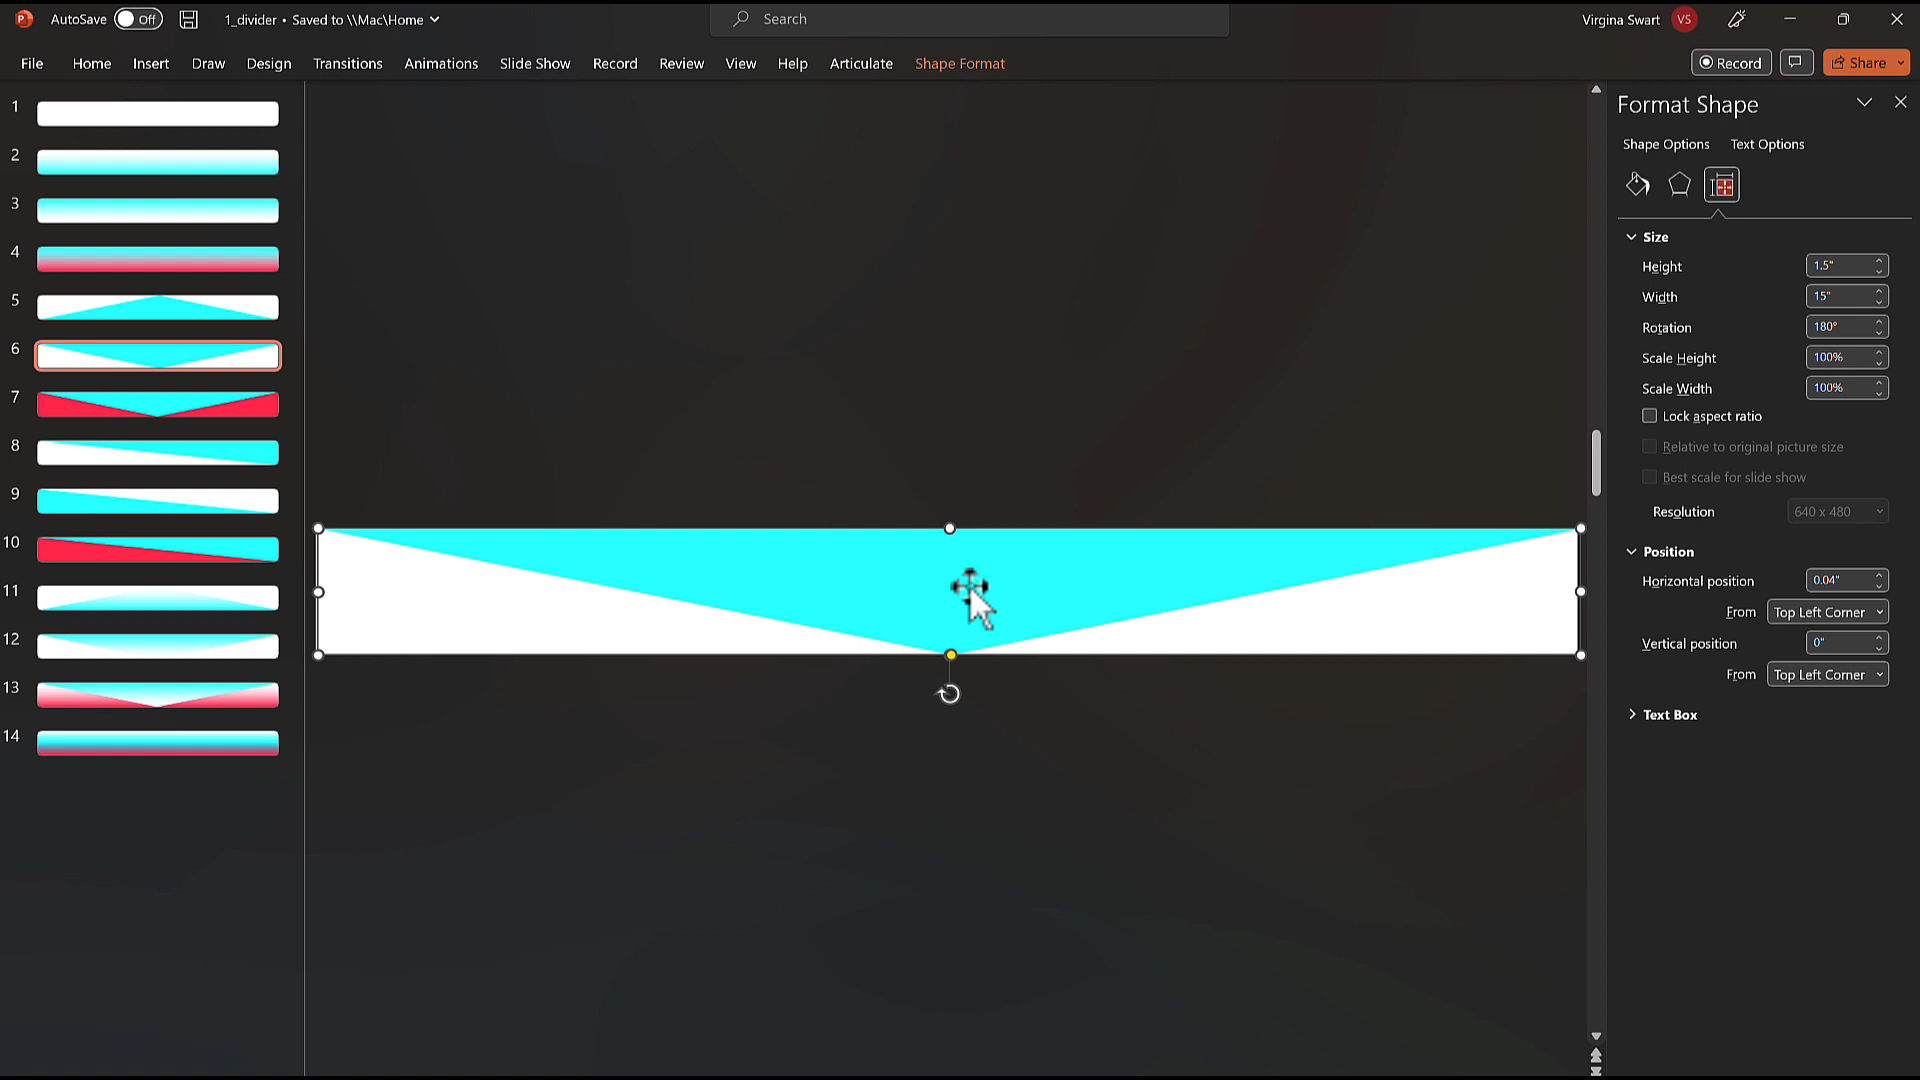 AutoSave Off 1_divider • Saved to \\Mac\Home Search Virgina Swart VS
File Home Insert Draw Design Transitions Animations Slide Show Record Review View Help Articulate Shape Format Record Share
1
2
3
4
5
6
7
8
9
10
11
12
13
14
Format Shape
Shape Options Text Options
Size
Height 1.5"
Width 15"
Rotation 180°
Scale Height 100%
Scale Width 100%
Lock aspect ratio
Relative to original picture size
Best scale for slide show
Resolution 640 x 480
Position
Horizontal position 0.04"
From Top Left Corner
Vertical position 0"
From Top Left Corner
Text Box